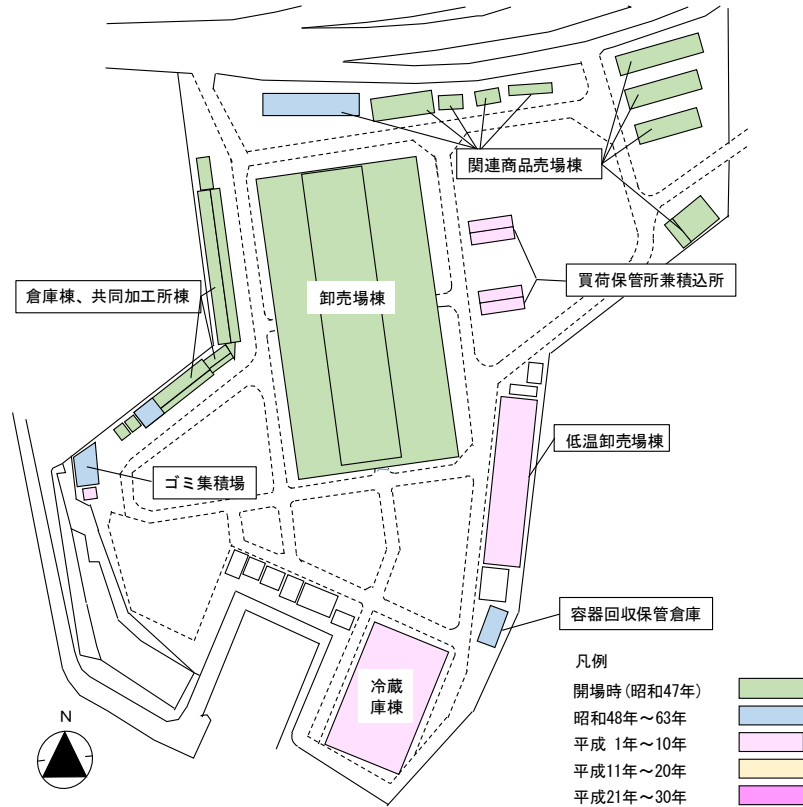 関連商品売場棟
買荷保管所兼積込所
倉庫棟、共同加工所棟
卸売場棟
低温卸売場棟
ゴミ集積場
容器回収保管倉庫
冷蔵
庫棟
N
凡例
開場時(昭和47年)
昭和48年～63年
平成 1年～10年
平成11年～20年
平成21年～30年